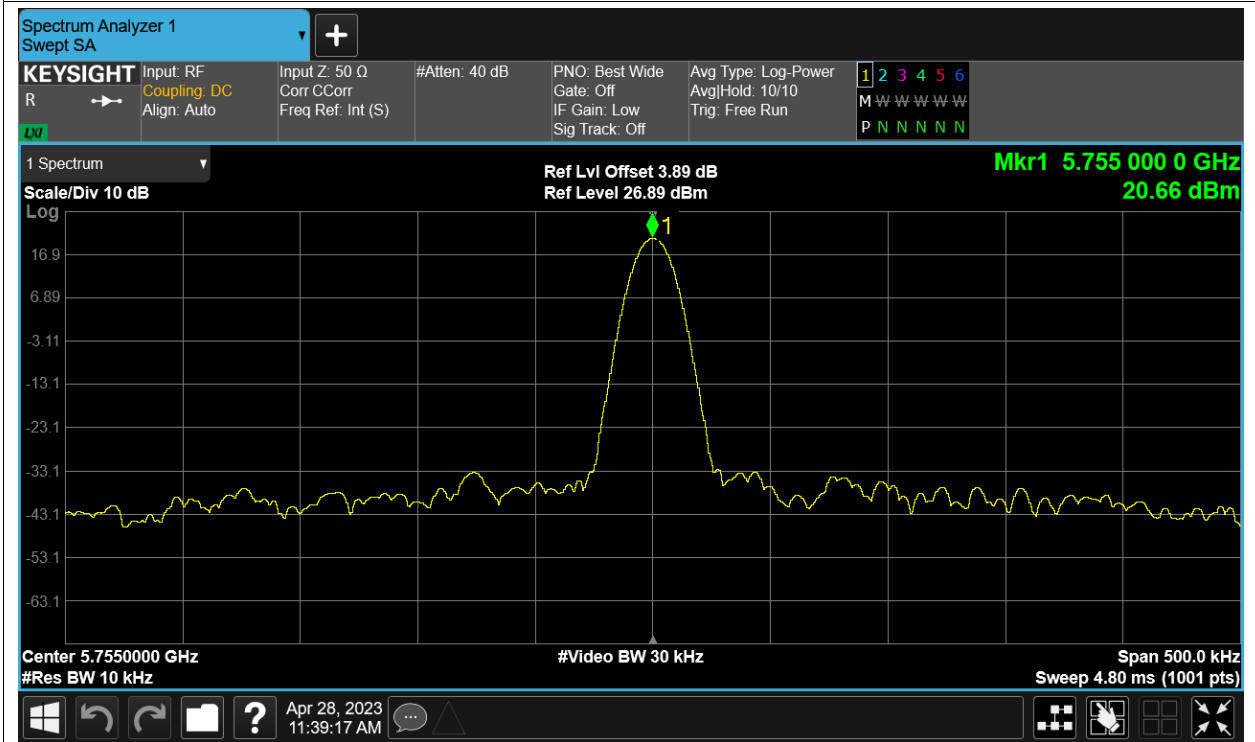 Spectrum Analyzer 1
Swept SA
+
KEYSIGHT
R
LXI
Input: RF
Coupling: DC
Align: Auto
Input Z: 50 Ω
Corr CCorr
Freq Ref: Int (S)
#Atten: 40 dB
PNO: Best Wide
Gate: Off
IF Gain: Low
Sig Track: Off
Avg Type: Log-Power
Avg|Hold: 10/10
Trig: Free Run
1 2 3 4 5 6
M W W W W W
P N N N N N
1 Spectrum
Scale/Div 10 dB
Log
Ref Lvl Offset 3.89 dB
Ref Level 26.89 dBm
Mkr1 5.755 000 0 GHz
20.66 dBm
1
16.9
6.89
-3.11
-13.1
-23.1
-33.1
-43.1
-53.1
-63.1
Center 5.7550000 GHz
#Video BW 30 kHz
Span 500.0 kHz
#Res BW 10 kHz
Sweep 4.80 ms (1001 pts)
?
Apr 28, 2023
11:39:17 AM